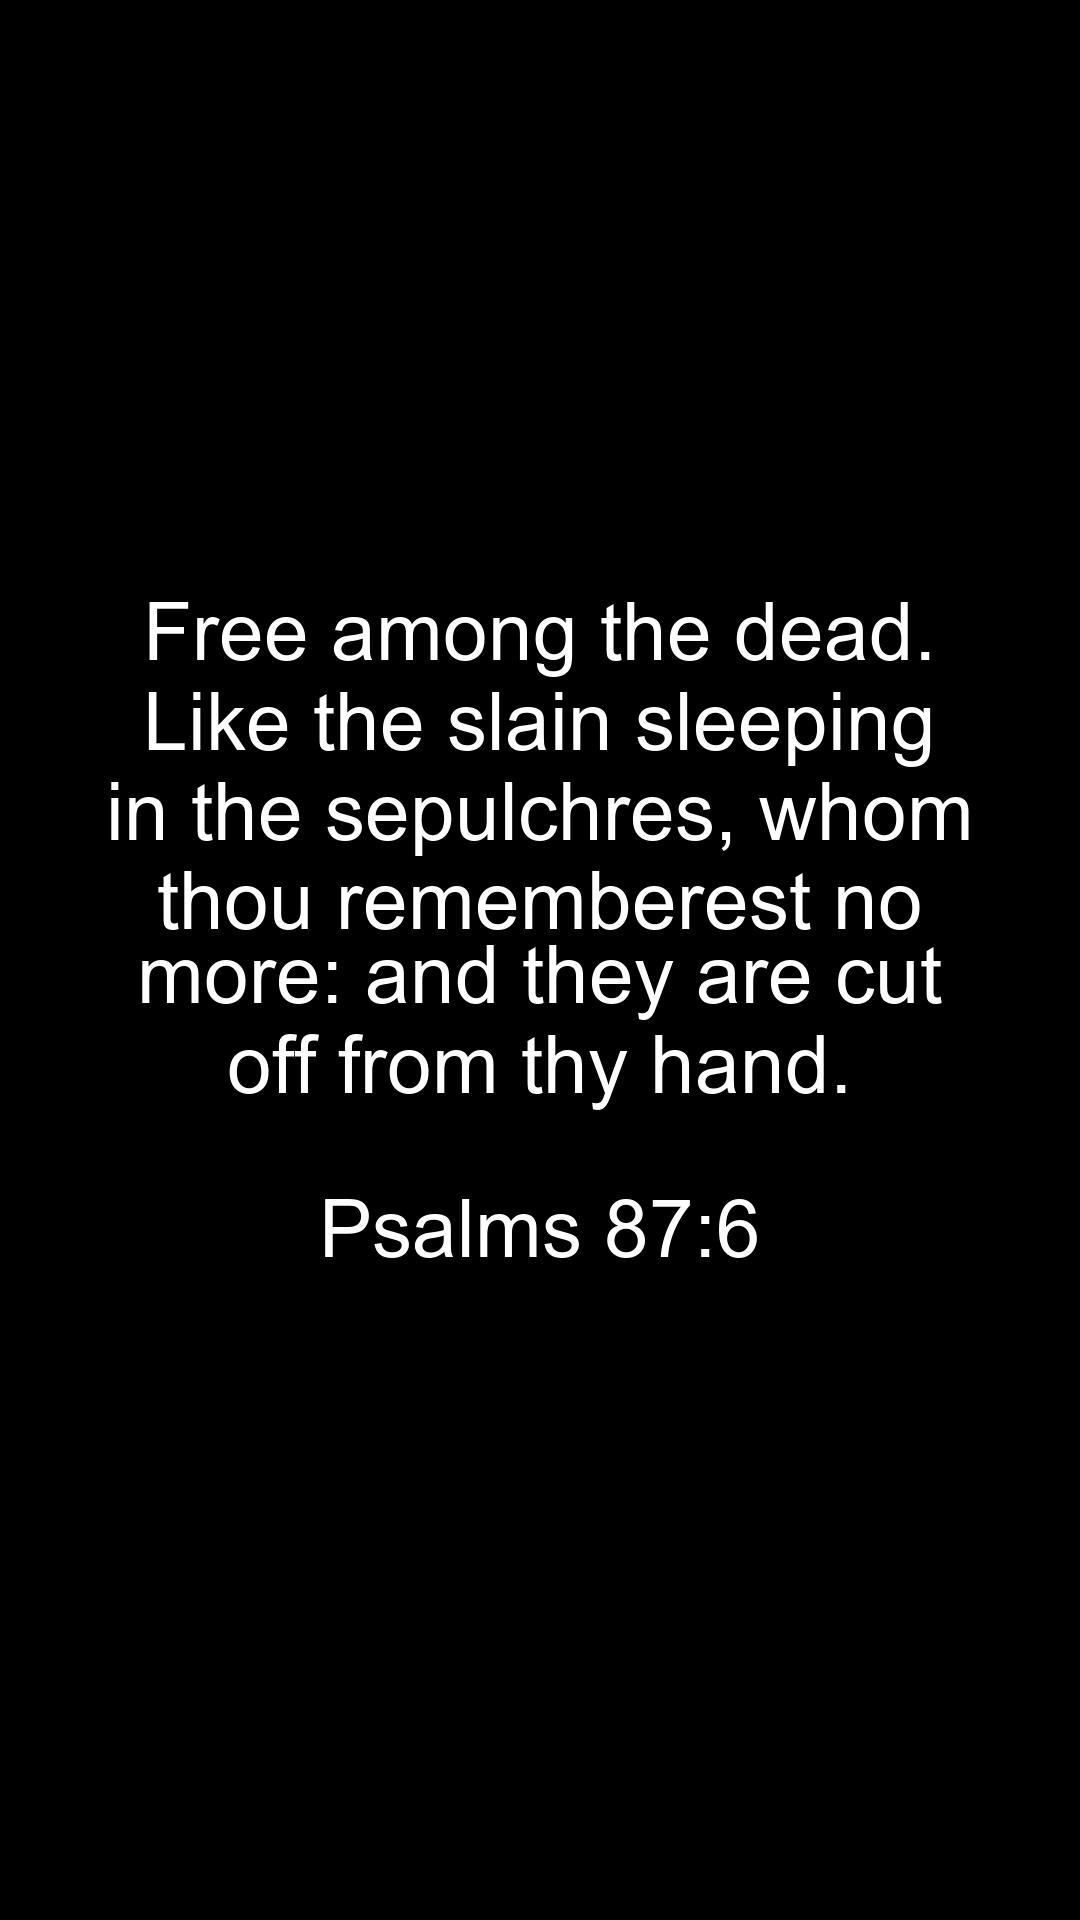 Free among the dead.
Like the slain sleeping
in the sepulchres, whom
thou rememberest no
more: and they are cut
off from thy hand.
Psalms 87:6